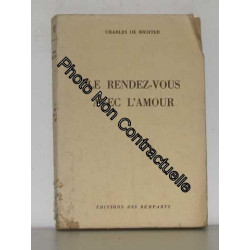 CHARLES DE RICHTER
LE RENDEZ-VOUS
AVEC L'AMOUR
Photo Non Contractuelle
EDITIONS DES REMPARTS